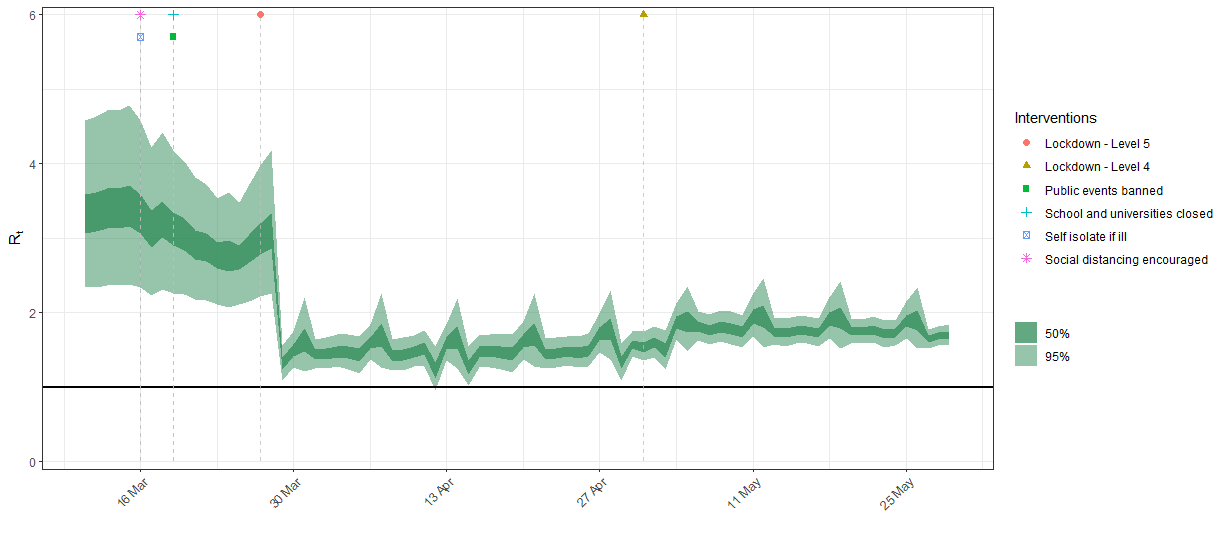 6
4
2
0
Rt
16 Mar
30 Mar
13 Apr
27 Apr
11 May
25 May
Interventions
Lockdown - Level 5
Lockdown - Level 4
Public events banned
School and universities closed
Self isolate if ill
Social distancing encouraged
50%
95%